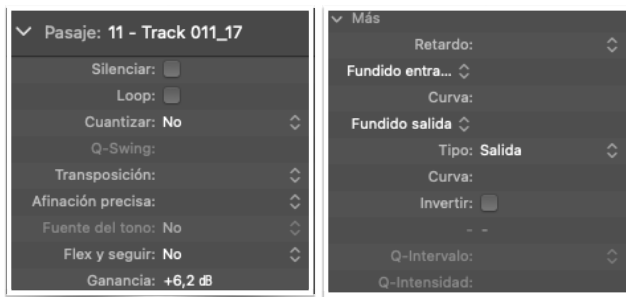 Pasaje: 11 - Track 011_17
Silenciar:
Loop:
Cuantizar: No
Q-Swing:
Transposición:
Afinación precisa:
Fuente del tono: No
Flex y seguir: No
Ganancia: +6,2 dB
Más
Retardo:
Fundido entra...
Curva:
Fundido salida
Tipo: Salida
Curva:
Invertir:
- -
Q-Intervalo:
Q-Intensidad: